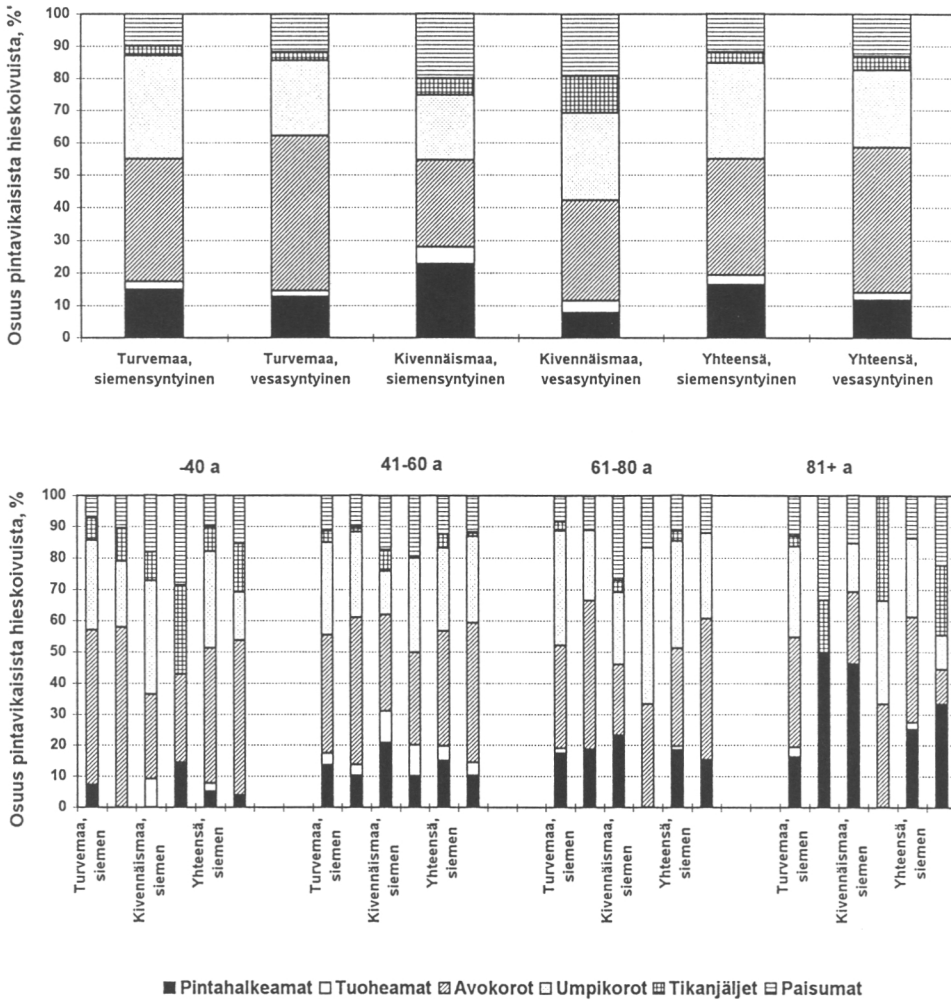 Osuus pintavikaisista hieskoivuista, %'
100
90
80
70
60
50
40
30
20
10
0
Turvemaa, siemensyntyinen
Turvemaa, vesasyntyinen
Kivennäismaa, siemensyntyinen
Kivennäismaa, vesasyntyinen
Yhteensä, siemensyntyinen
Yhteensä, vesasyntyinen
-40 a
41-60 a
61-80 a
81+ a
Osuus pintavikaisista hieskoivuista, %
100
90
80
70
60
50
40
30
20
10
0
Turvemaa, siemen
Kivennäismaa, siemen
Yhteensä, siemen
Turvemaa, siemen
Kivennäismaa, siemen
Yhteensä, siemen
Turvemaa, siemen
Kivennäismaa, siemen
Yhteensä, siemen
Turvemaa, siemen
Kivennäismaa, siemen
Yhteensä, siemen
Pintahalkeamat Tuoheamat Avokorot Umpikorot Tikanjäljet Paisumat